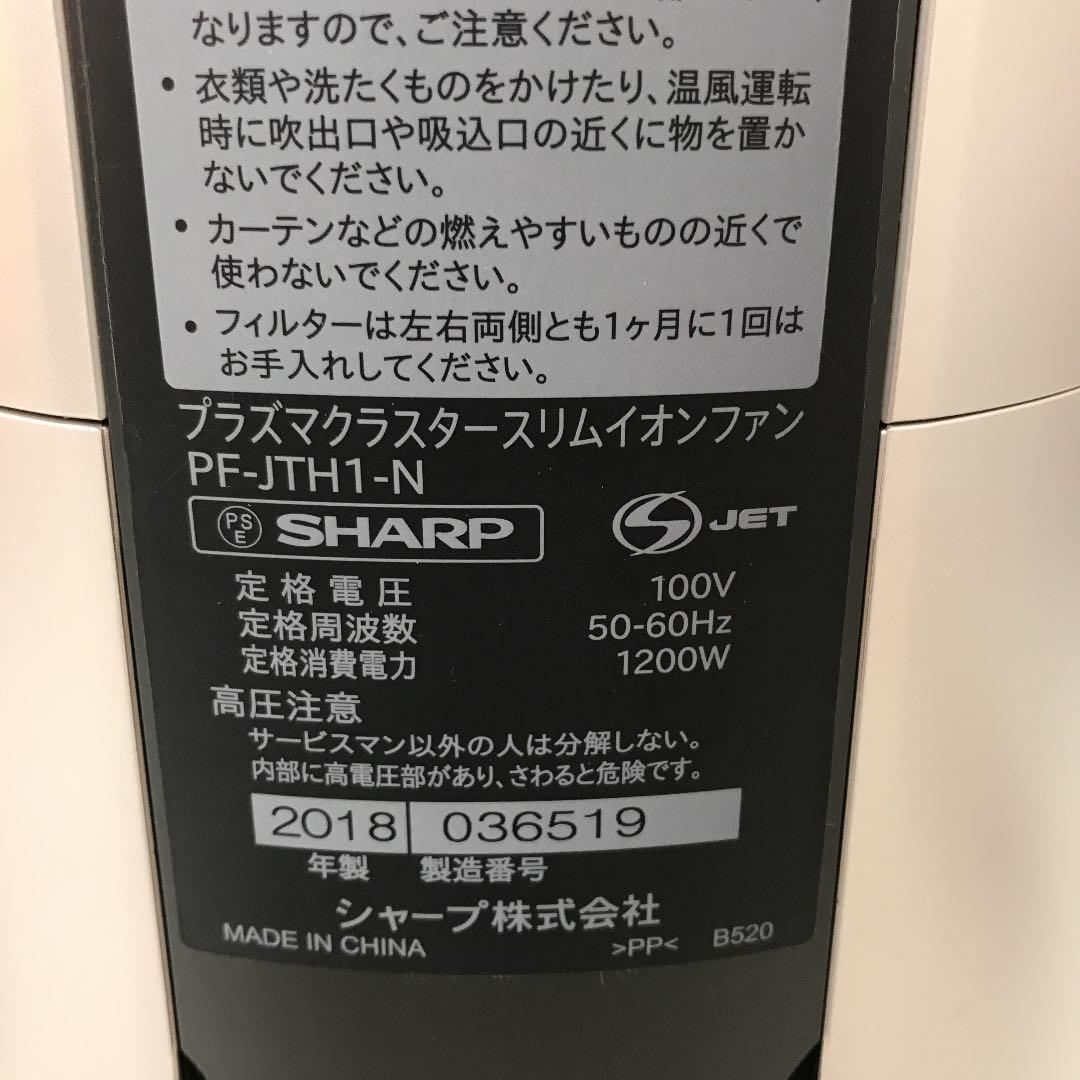 なりますので、ご注意ください。
• 衣類や洗たくものをかけたり、温風運転
時に吹出口や吸込口の近くに物を置か
ないでください。
• カーテンなどの燃えやすいものの近くで
使わないでください。
• フィルターは左右両側とも1ヶ月に1回は
お手入れしてください。
プラズマクラスタースリムイオンファン
PF-JTH1-N
PSE SHARP S JET
定格電圧 100V
定格周波数 50-60Hz
定格消費電力 1200W
高圧注意
サービスマン以外の人は分解しない。
内部に高電圧部があり、さわると危険です。
2018 036519
年製 製造番号
シャープ株式会社
MADE IN CHINA >PP< B520